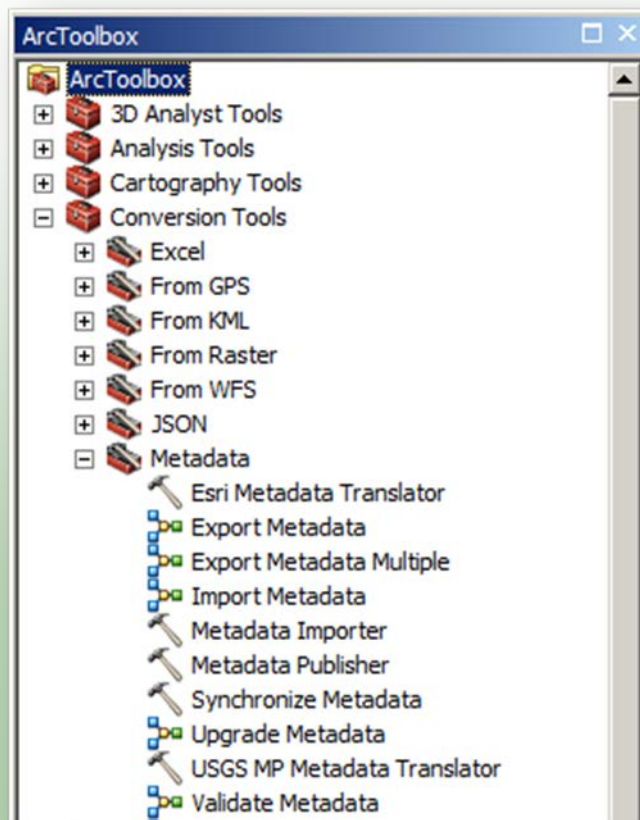 ArcToolbox
ArcToolbox
3D Analyst Tools
Analysis Tools
Cartography Tools
Conversion Tools
Excel
From GPS
From KML
From Raster
From WFS
JSON
Metadata
Esri Metadata Translator
Export Metadata
Export Metadata Multiple
Import Metadata
Metadata Importer
Metadata Publisher
Synchronize Metadata
Upgrade Metadata
USGS MP Metadata Translator
Validate Metadata